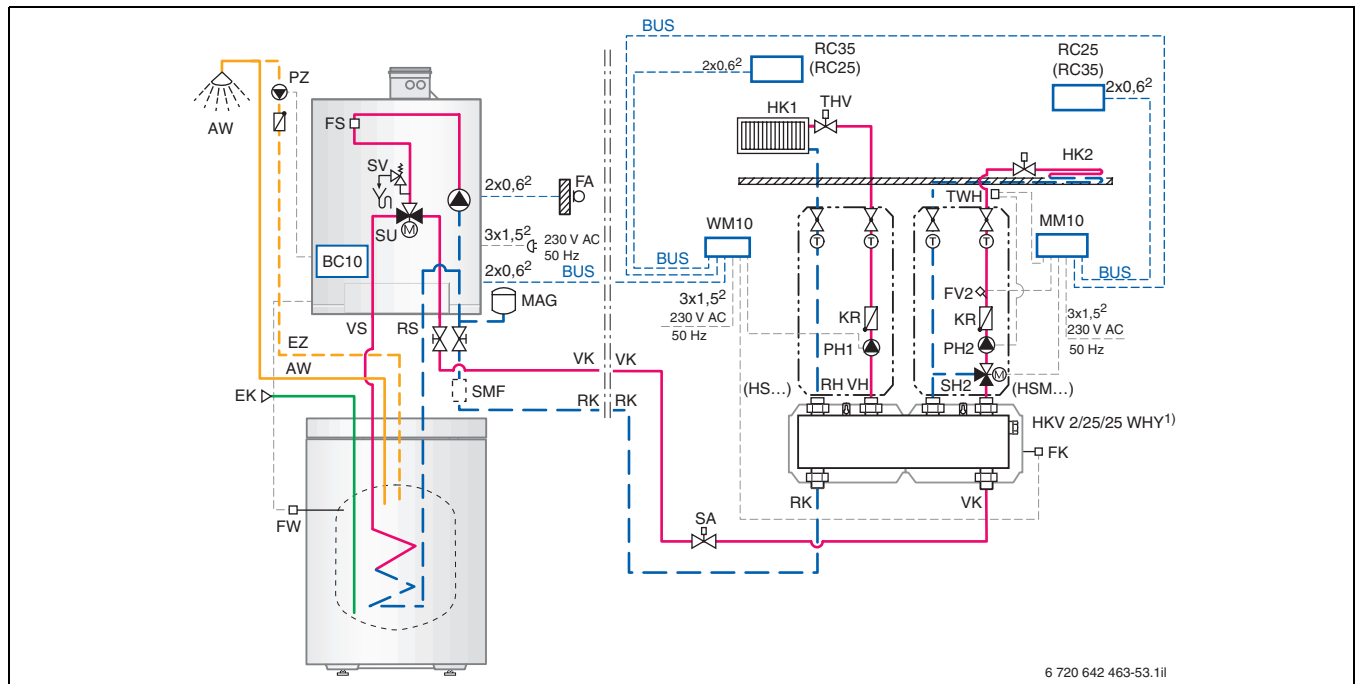 BUS
RC35
(RC25)
2x0,6²
RC25
(RC35)
2x0,6²
PZ
AW
FS
SV
SU
M
BC10
2x0,6²
FA
3x1,5²
230 V AC
50 Hz
2x0,6²
BUS
MAG
HK1
THV
HK2
TWH
WM10
MM10
BUS
T
T
T
T
FV2
3x1,5²
230 V AC
50 Hz
3x1,5²
230 V AC
50 Hz
KR
KR
PH1
PH2
M
VS
RS
EZ
AW
EK
VK
VK
SMF
RK
RK
(HS...)
RH
VH
SH2
(HSM...)
HKV 2/25/25 WHY¹⁾
FK
RK
VK
SA
FW
6 720 642 463-53.1il